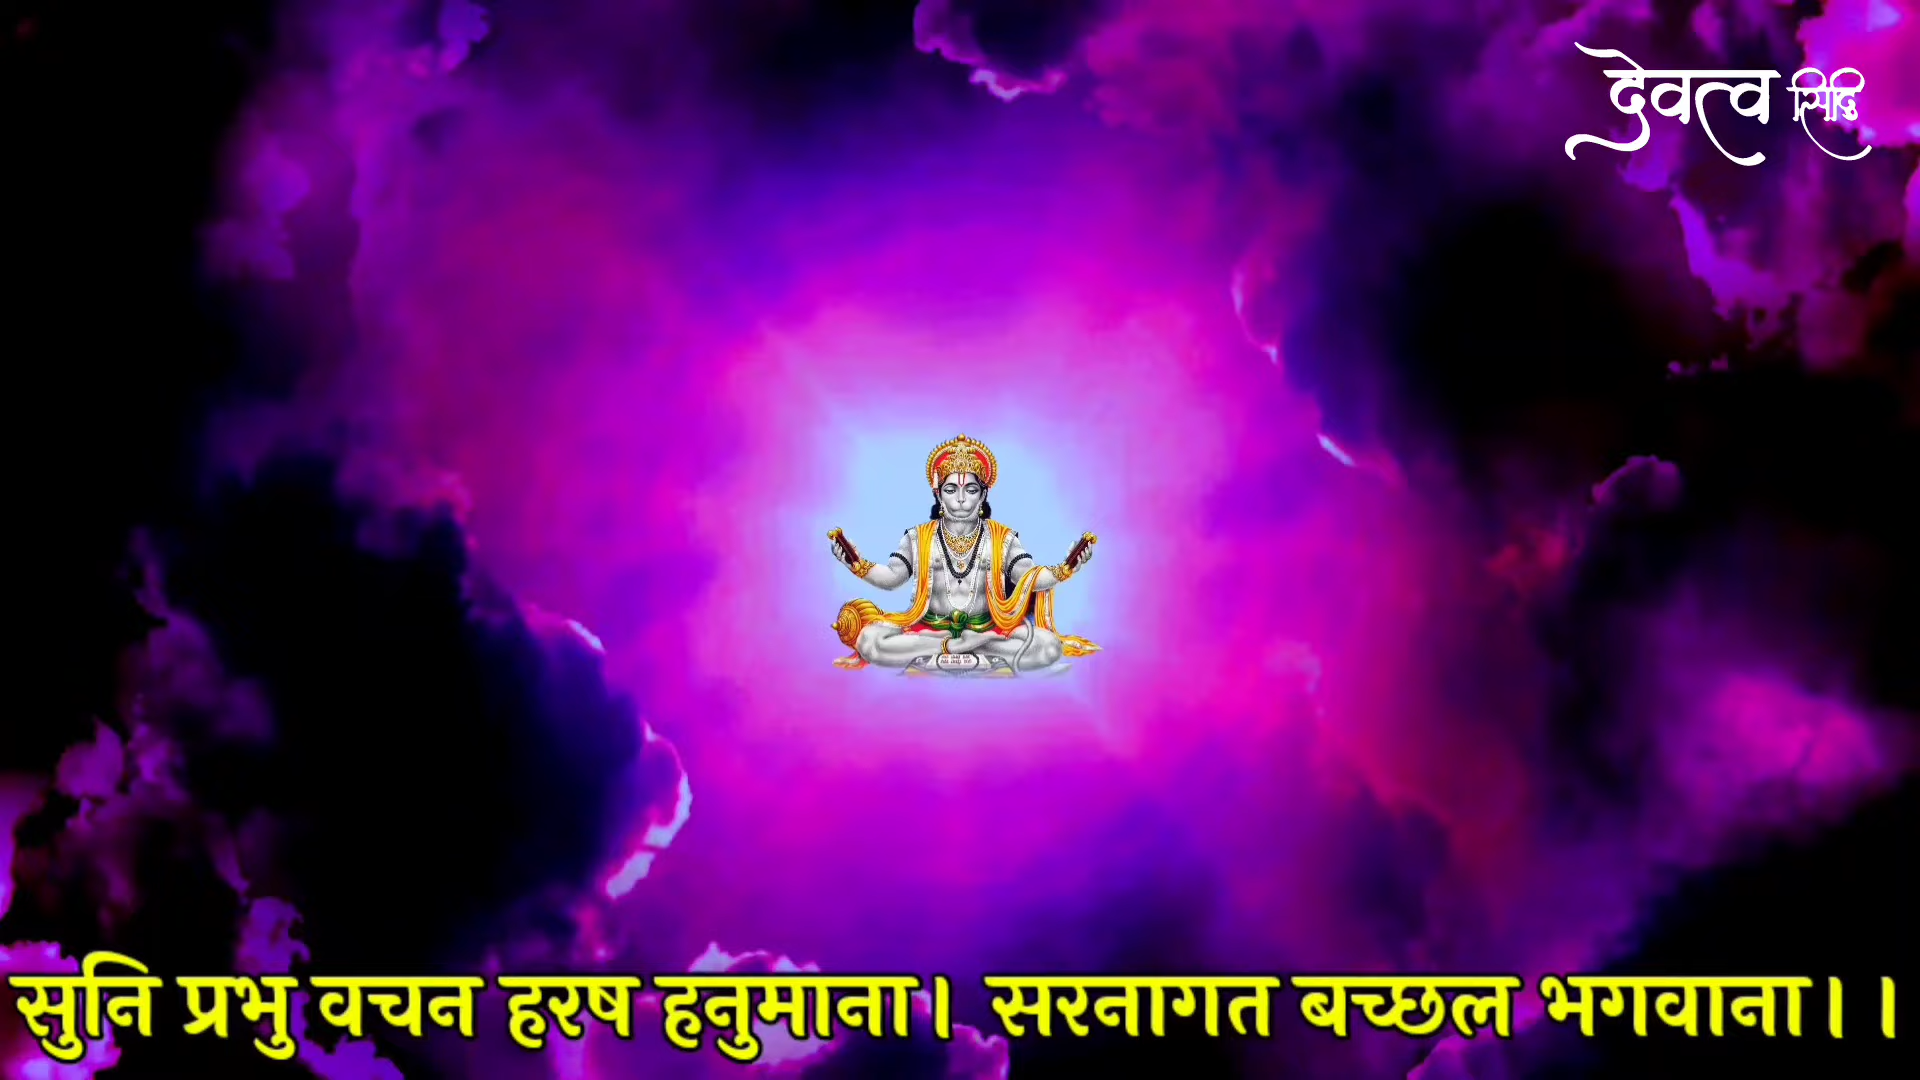 देवत्व सिद्धि
सुनि प्रभु वचन हरष हनुमाना। सरनागत बच्छल भगवाना।।